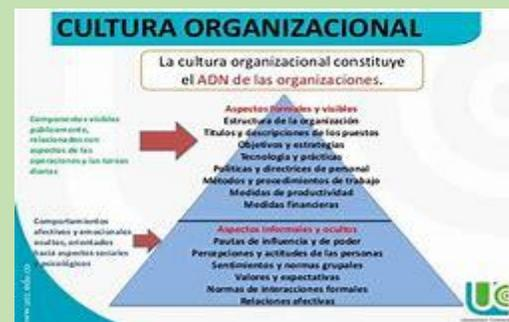 CULTURA ORGANIZACIONAL
La cultura organizacional constituye
el ADN de las organizaciones.
Componentes visibles
públicamente,
relacionados con
aspectos de las
operaciones y las tareas
diarias
Aspectos formales y visibles
Estructura de la organización
Títulos y descripciones de los puestos
Objetivos y estrategias
Tecnología y prácticas
Políticas y directrices de personal
Métodos y procedimientos de trabajo
Medidas de productividad
Medidas financieras
Comportamientos
afectivos y emocionales
ocultos, orientados
hacia aspectos sociales
y psicológicos
Aspectos informales y ocultos
Pautas de influencia y de poder
Percepciones y actitudes de las personas
Sentimientos y normas grupales
Valores y expectativas
Normas de interacciones formales
Relaciones afectivas
www.ucc.edu.co